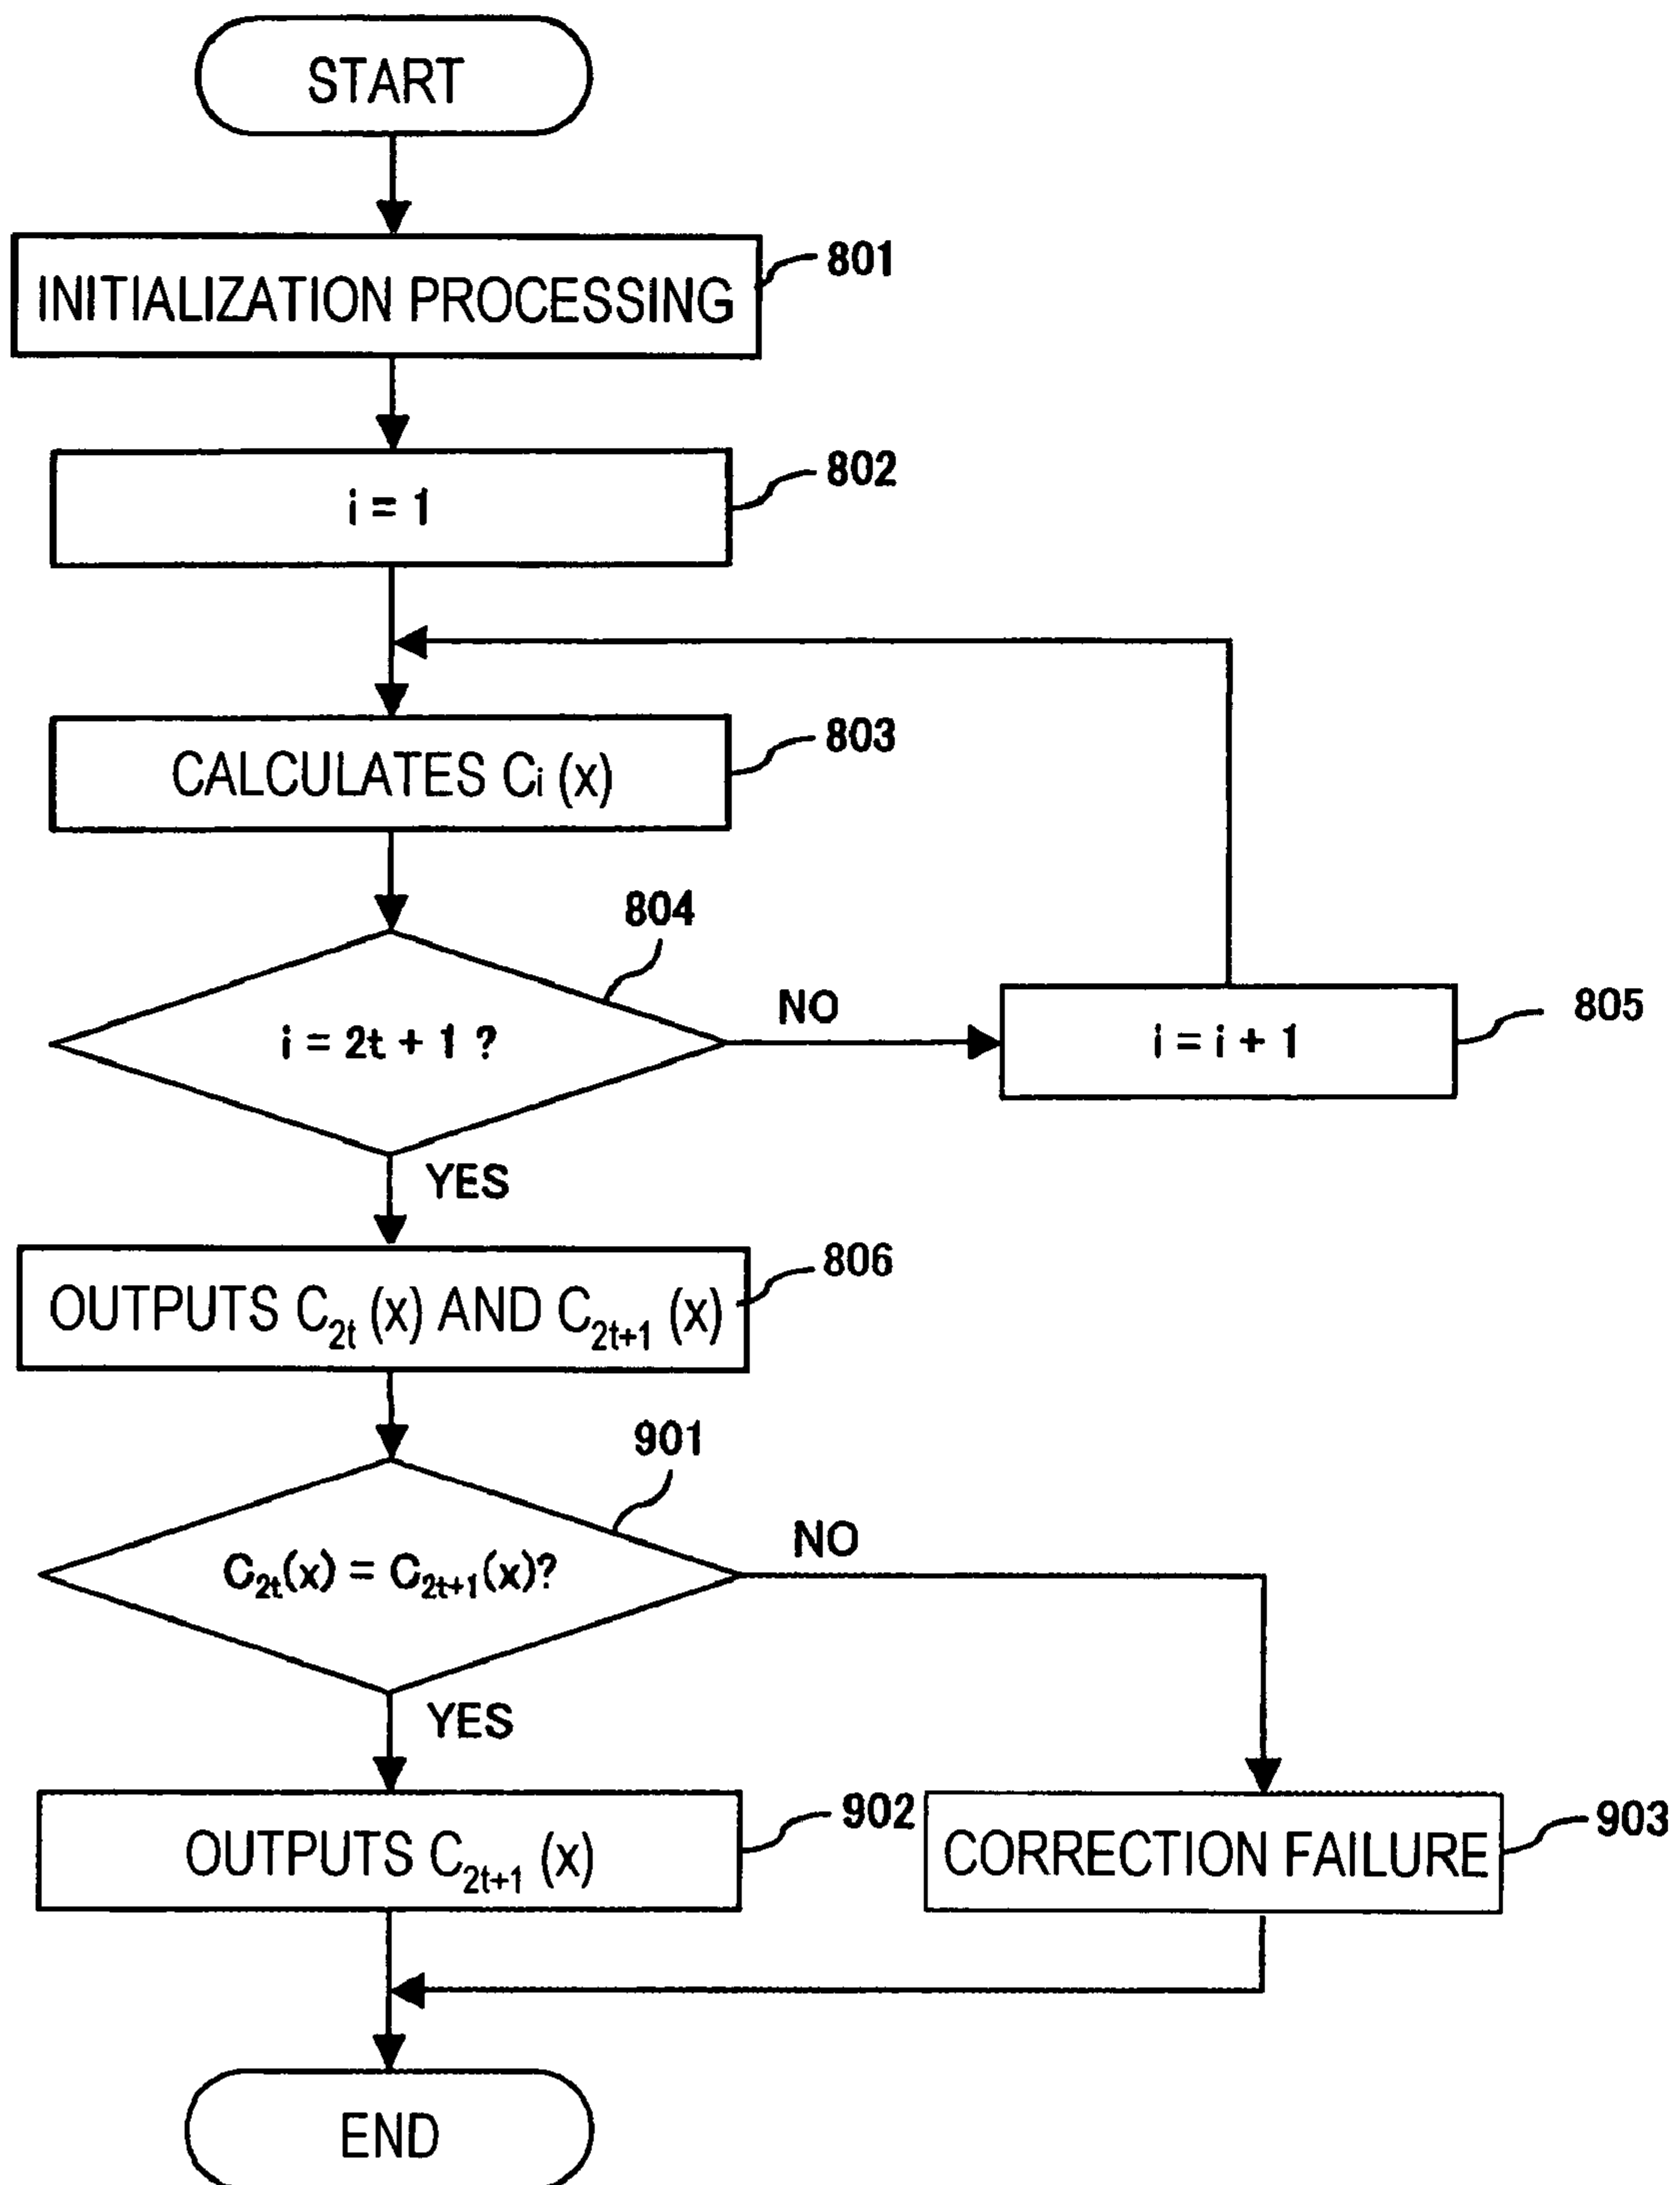 START
INITIALIZATION PROCESSING
801
i = 1
802
CALCULATES Ci (x)
803
804
i = 2t + 1 ?
NO
i = i + 1
805
YES
OUTPUTS C2t (x) AND C2t+1 (x)
806
901
C2t(x) = C2t+1(x)?
NO
YES
OUTPUTS C2t+1 (x)
902
CORRECTION FAILURE
903
END